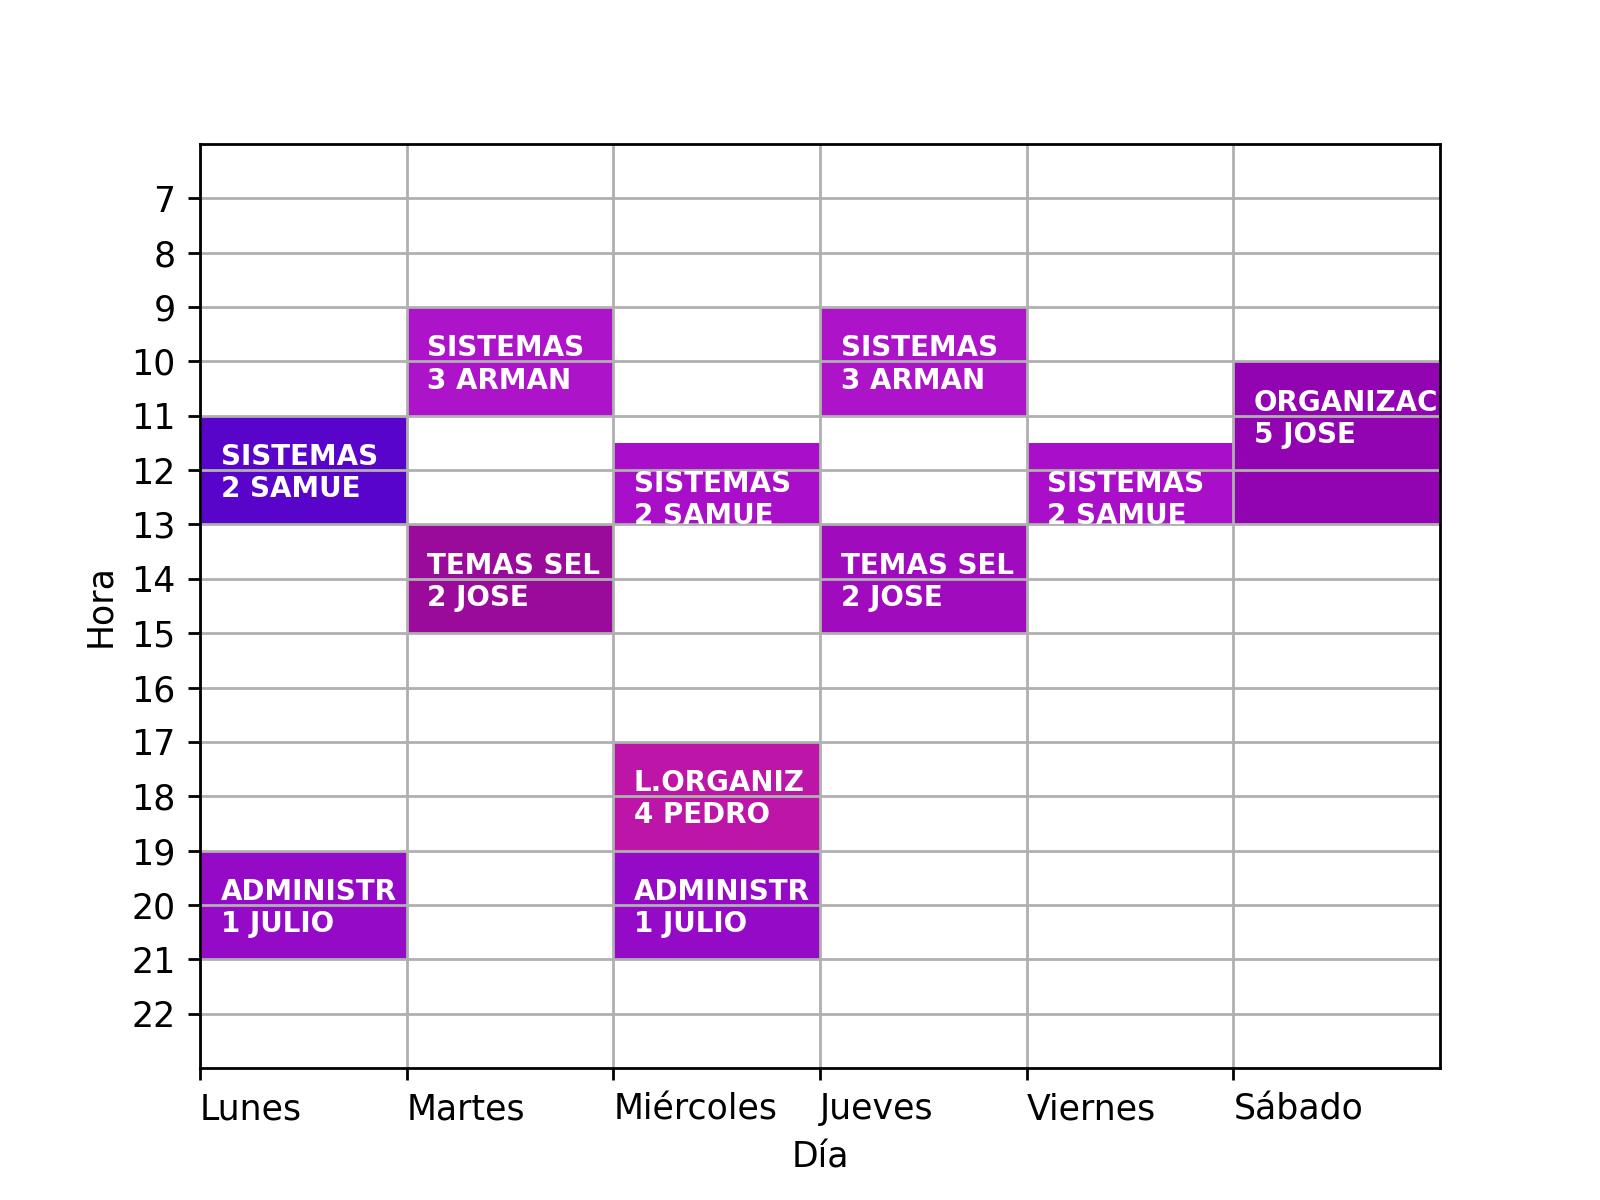 7
8
9
SISTEMAS
3 ARMAN
SISTEMAS
3 ARMAN
10
ORGANIZAC
5 JOSE
11
SISTEMAS
2 SAMUE
12
SISTEMAS
2 SAMUE
SISTEMAS
2 SAMUE
13
TEMAS SEL
2 JOSE
TEMAS SEL
2 JOSE
14
Hora
15
16
17
L.ORGANIZ
4 PEDRO
18
19
ADMINISTR
1 JULIO
ADMINISTR
1 JULIO
20
21
22
Lunes Martes Miércoles Jueves Viernes Sábado
Día